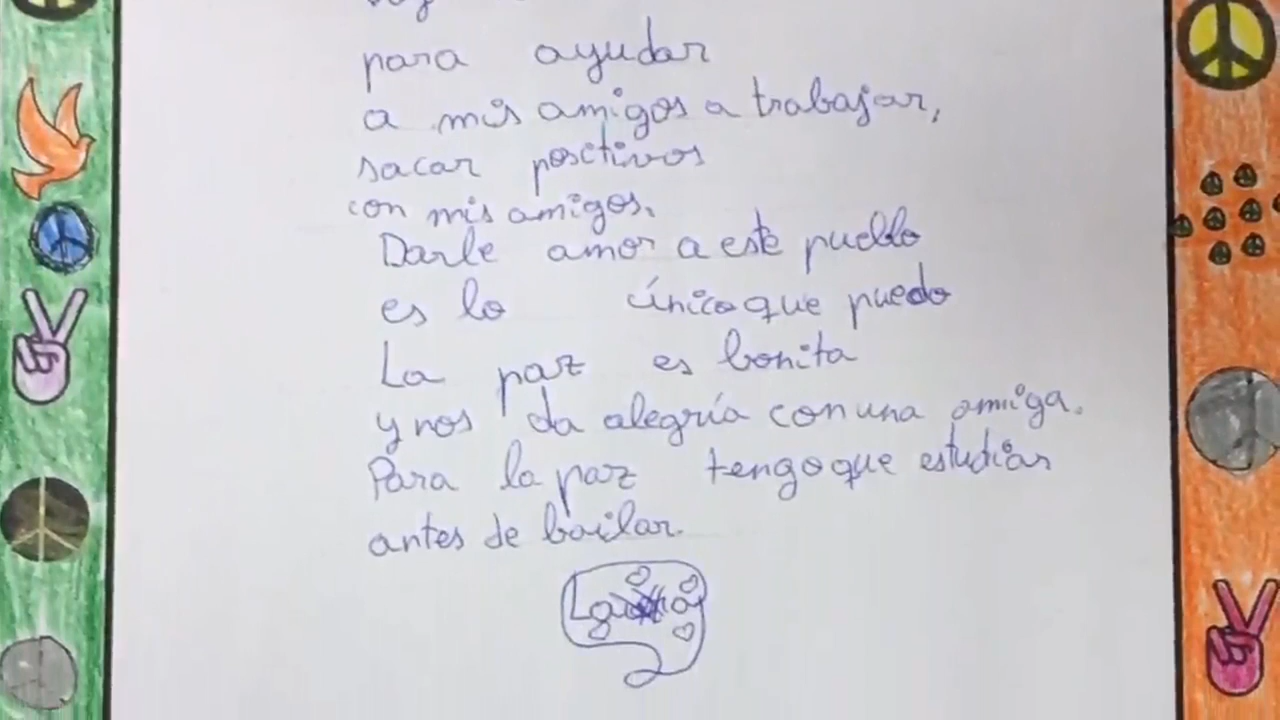 para ayudar
a mis amigos a trabajar,
sacar posctivos
con mis amigos.
Darle amor a este pueblo
es lo único que puedo
La paz es bonita
y nos da alegría con una amiga.
Para la paz tengo que estudiar
antes de bailar.